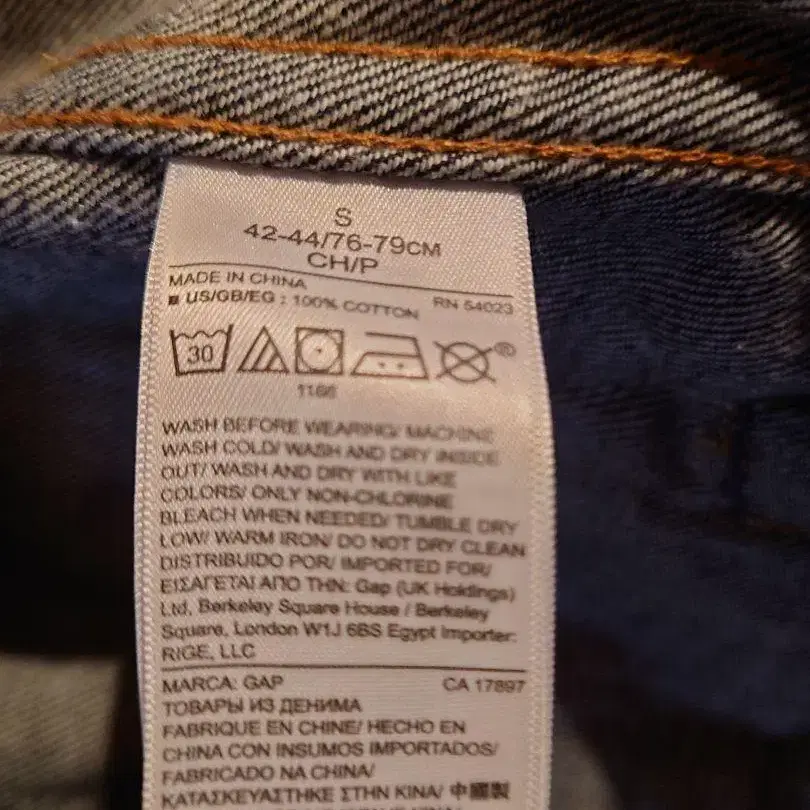 S
42-44/76-79CM
CH/P
MADE IN CHINA
■ US/GB/EG : 100% COTTON RN 54023
30
®
1166
WASH BEFORE WEARING/ MACHINE
WASH COLD/ WASH AND DRY INSIDE
OUT/ WASH AND DRY WITH LIKE
COLORS/ ONLY NON-CHLORINE
BLEACH WHEN NEEDED/ TUMBLE DRY
LOW/ WARM IRON/ DO NOT DRY CLEAN
DISTRIBUIDO POR/ IMPORTED FOR/
ΕΙΣΑΓΕΤΑΙ ΑΠΟ ΤΗΝ: Gap (UK Holdings)
Ltd, Berkeley Square House / Berkeley
Square, London W1J 6BS Egypt Importer:
RIGE, LLC
MARCA: GAP CA 17897
ТОВАРЫ ИЗ ДЕНИМА
FABRIQUE EN CHINE/ HECHO EN
CHINA CON INSUMOS IMPORTADOS/
FABRICADO NA CHINA/
ΚΑΤΑΣΚΕΥΑΣΤΗΚΕ ΣΤΗΝ ΚΙΝΑ/ 中國製